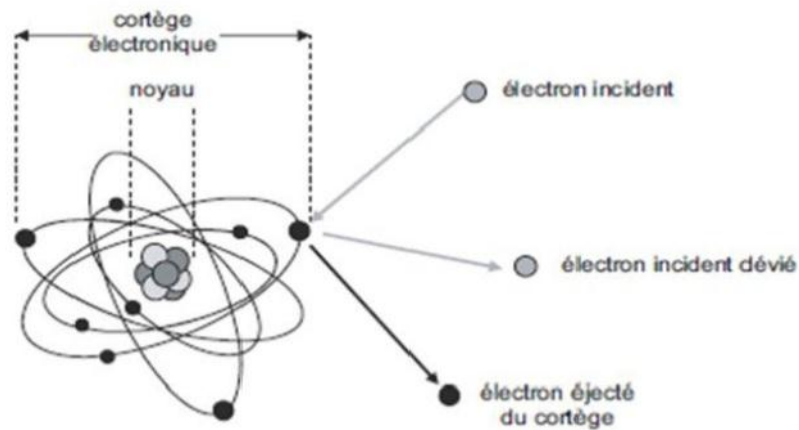 cortège
électronique
noyau
électron incident
électron incident dévié
électron éjecté
du cortège